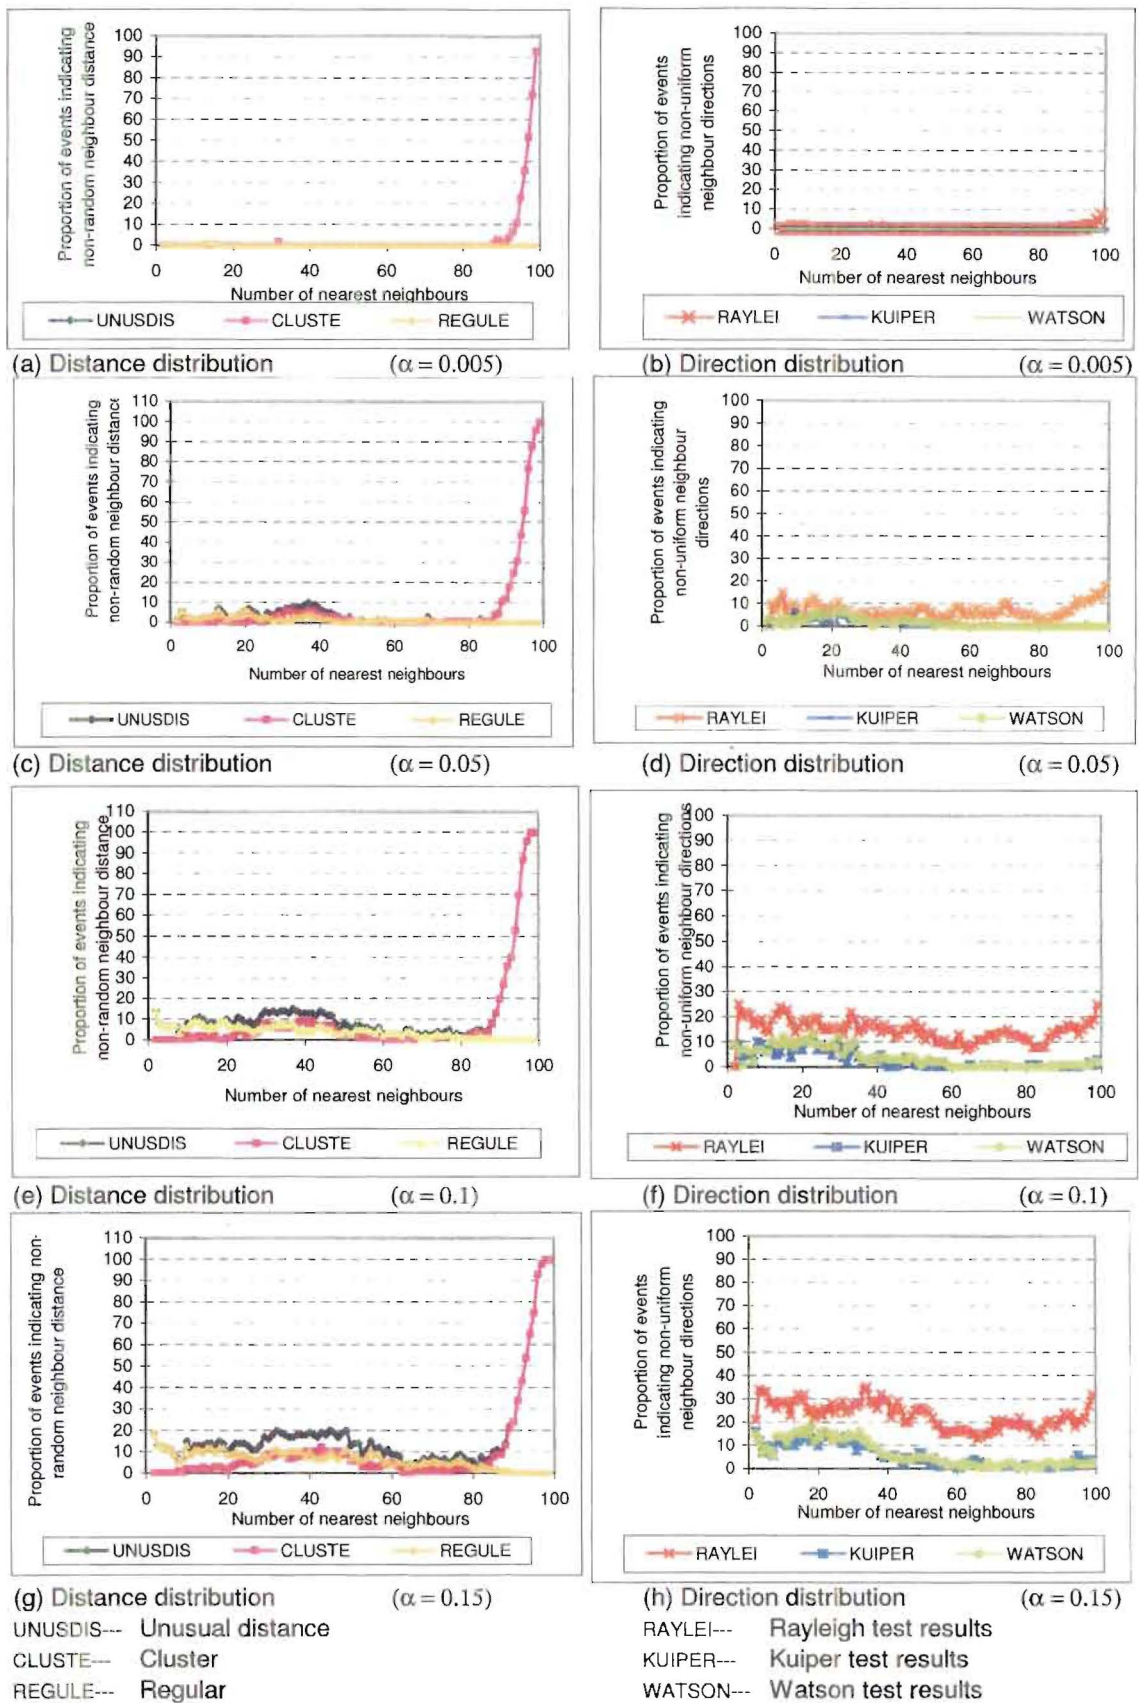 Proportion of events indicating
non-random neighbour distance
100
90
80
70
60
50
40
30
20
10
0
0 20 40 60 80 100
Number of nearest neighbours
UNUSDIS CLUSTE REGULE
(a) Distance distribution (α = 0.005)
Proportion of events
indicating non-uniform
neighbour directions
100
90
80
70
60
50
40
30
20
10
0
0 20 40 60 80 100
Number of nearest neighbours
RAYLEI KUIPER WATSON
(b) Direction distribution (α = 0.005)
Proportion of events indicating
non-random neighbour distance
110
100
90
80
70
60
50
40
30
20
10
0
0 20 40 60 80 100
Number of nearest neighbours
UNUSDIS CLUSTE REGULE
(c) Distance distribution (α = 0.05)
Proportion of events indicating
non-uniform neighbour
directions
100
90
80
70
60
50
40
30
20
10
0
0 20 40 60 80 100
Number of nearest neighbours
RAYLEI KUIPER WATSON
(d) Direction distribution (α = 0.05)
Proportion of events indicating
non-random neighbour distance
110
100
90
80
70
60
50
40
30
20
10
0
0 20 40 60 80 100
Number of nearest neighbours
UNUSDIS CLUSTE REGULE
(e) Distance distribution (α = 0.1)
Proportion of events indicating
non-uniform neighbour directions
100
90
80
70
60
50
40
30
20
10
0
0 20 40 60 80 100
Number of nearest neighbours
RAYLEI KUIPER WATSON
(f) Direction distribution (α = 0.1)
Proportion of events indicating non-
random neighbour distance
110
100
90
80
70
60
50
40
30
20
10
0
0 20 40 60 80 100
Number of nearest neighbours
UNUSDIS CLUSTE REGULE
(g) Distance distribution (α = 0.15)
Proportion of events
indicating non-uniform
neighbour directions
100
90
80
70
60
50
40
30
20
10
0
0 20 40 60 80 100
Number of nearest neighbours
RAYLEI KUIPER WATSON
(h) Direction distribution (α = 0.15)
UNUSDIS--- Unusual distance
CLUSTE--- Cluster
REGULE--- Regular
RAYLEI--- Rayleigh test results
KUIPER--- Kuiper test results
WATSON--- Watson test results